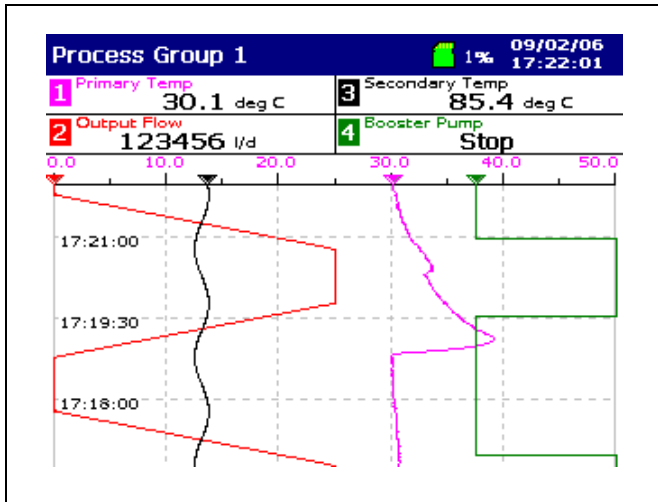 Process Group 1
1%
09/02/06
17:22:01
1 Primary Temp
30.1 deg C
3 Secondary Temp
85.4 deg C
2 Output Flow
123456 l/d
4 Booster Pump
Stop
0.0 10.0 20.0 30.0 40.0 50.0
17:21:00
17:19:30
17:18:00